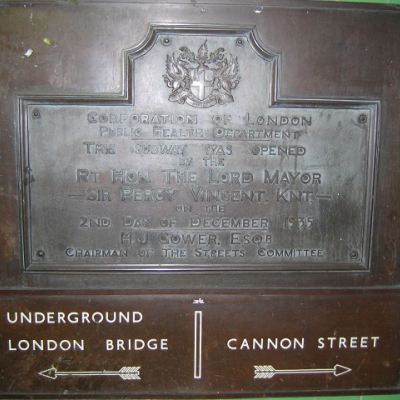 CORPORATION OF LONDON
PUBLIC HEALTH DEPARTMENT
THE SUBWAY WAS OPENED
BY THE
RT. HON. THE LORD MAYOR
—SIR PERCY VINCENT, KNT—
ON THE
2ND DAY OF DECEMBER 1935
H.J. GOWER, ESQR
CHAIRMAN OF THE STREETS COMMITTEE
UNDERGROUND
LONDON BRIDGE
CANNON STREET